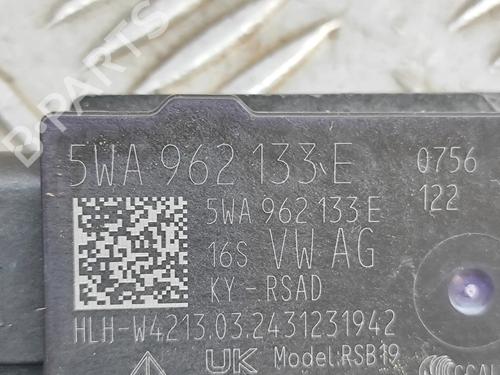 B-PARTS
5WA 962 133 E
0756
122
5WA 962 133 E
16S VW AG
KY-RSAD
HLH-W4213.03.2431231942
UK Model:RSB19